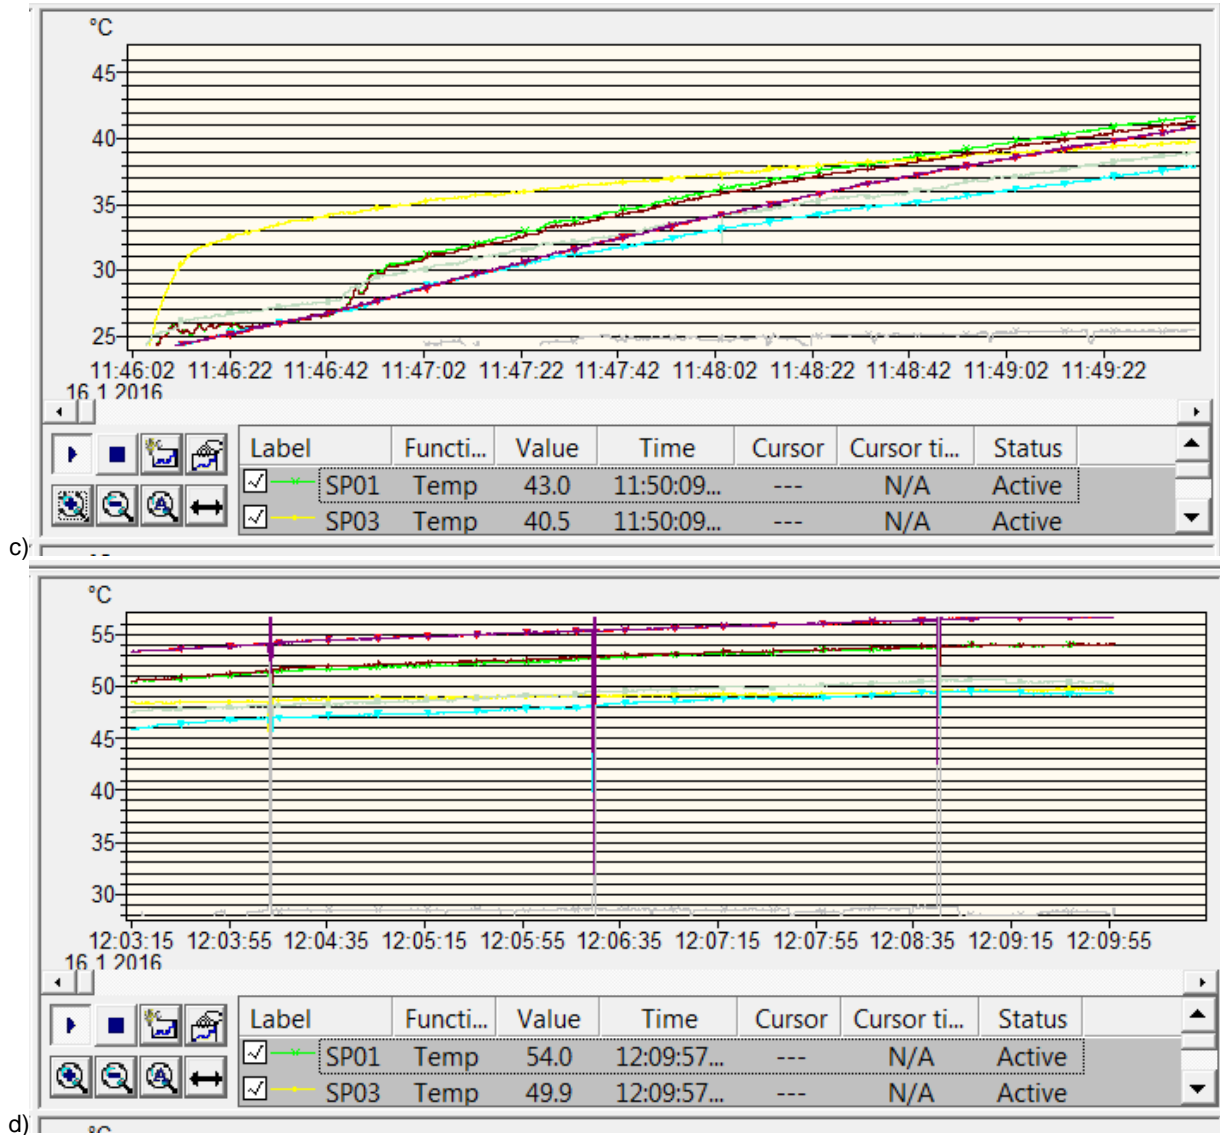 °C
45
40
35
30
25
11:46:02 11:46:22 11:46:42 11:47:02 11:47:22 11:47:42 11:48:02 11:48:22 11:48:42 11:49:02 11:49:22
16 1 2016
Label Functi... Value Time Cursor Cursor ti... Status
SP01 Temp 43.0 11:50:09... --- N/A Active
SP03 Temp 40.5 11:50:09... --- N/A Active
c)
°C
55
50
45
40
35
30
12:03:15 12:03:55 12:04:35 12:05:15 12:05:55 12:06:35 12:07:15 12:07:55 12:08:35 12:09:15 12:09:55
16 1 2016
Label Functi... Value Time Cursor Cursor ti... Status
SP01 Temp 54.0 12:09:57... --- N/A Active
SP03 Temp 49.9 12:09:57... --- N/A Active
d)
°C